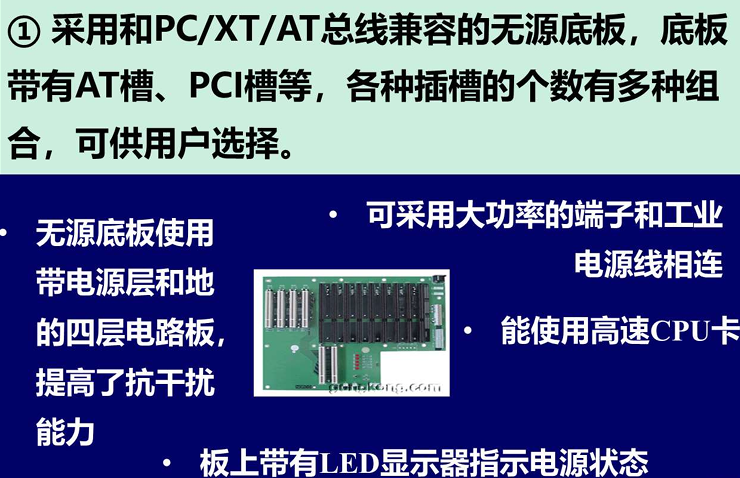 ① 采用和PC/XT/AT总线兼容的无源底板，底板
带有AT槽、PCI槽等，各种插槽的个数有多种组
合，可供用户选择。
• 无源底板使用
带电源层和地
的四层电路板，
提高了抗干扰
能力
• 可采用大功率的端子和工业
电源线相连
• 能使用高速CPU卡
gongkong.com
• 板上带有LED显示器指示电源状态